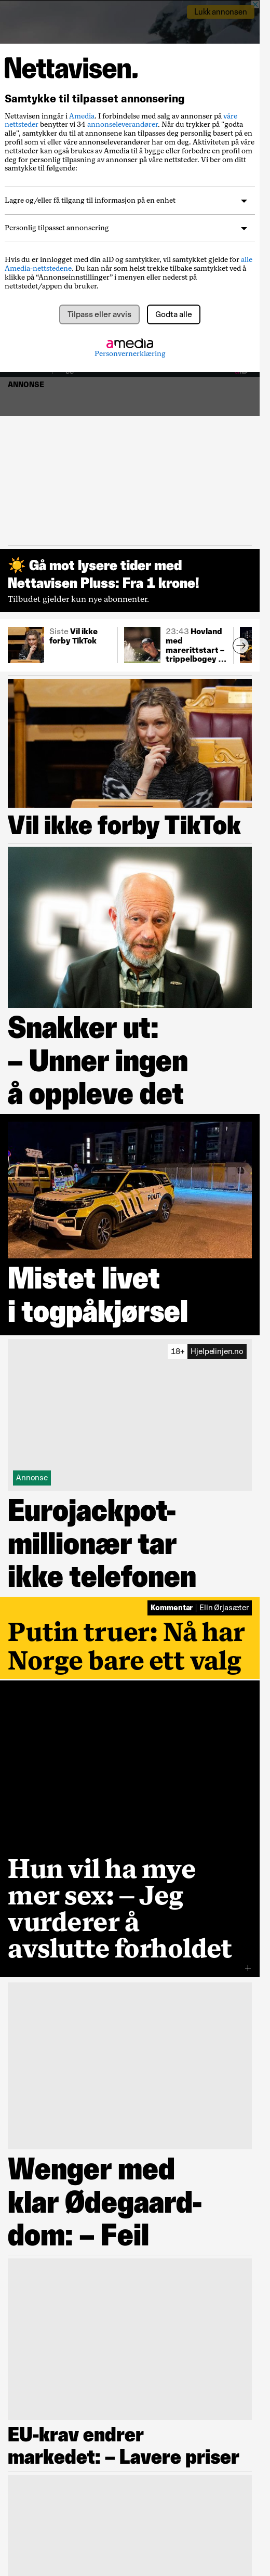 Lukk annonsen
Nettavisen.
Samtykke til tilpasset annonsering
Nettavisen inngår i Amedia. I forbindelse med salg av annonser på våre
nettsteder benytter vi 34 annonseleverandører. Når du trykker på “godta
alle”, samtykker du til at annonser kan tilpasses deg personlig basert på en
profil som vi eller våre annonseleverandører har om deg. Aktiviteten på våre
nettsteder kan også brukes av Amedia til å bygge eller forbedre en profil om
deg for personlig tilpasning av annonser på våre nettsteder. Vi ber om ditt
samtykke til følgende:
Lagre og/eller få tilgang til informasjon på en enhet
Personlig tilpasset annonsering
Hvis du er innlogget med din aID og samtykker, vil samtykket gjelde for alle
Amedia-nettstedene. Du kan når som helst trekke tilbake samtykket ved å
klikke på “Annonseinnstillinger” i menyen eller nederst på
nettstedet/appen du bruker.
Tilpass eller avvis
Godta alle
amedia
Personvernerklæring
ANNONSE
☀️ Gå mot lysere tider med
Nettavisen Pluss: Fra 1 krone!
Tilbudet gjelder kun nye abonnenter.
Siste Vil ikke
forby TikTok
23:43 Hovland
med
marerittstart –
trippelbogey ...
Vil ikke forby TikTok
Snakker ut:
– Unner ingen
å oppleve det
POLITI
Mistet livet
i togpåkjørsel
18+ Hjelpelinjen.no
Annonse
Eurojackpot-
millionær tar
ikke telefonen
Kommentar | Elin Ørjasæter
Putin truer: Nå har
Norge bare ett valg
Hun vil ha mye
mer sex: – Jeg
vurderer å
avslutte forholdet
Wenger med
klar Ødegaard-
dom: – Feil
EU-krav endrer
markedet: – Lavere priser